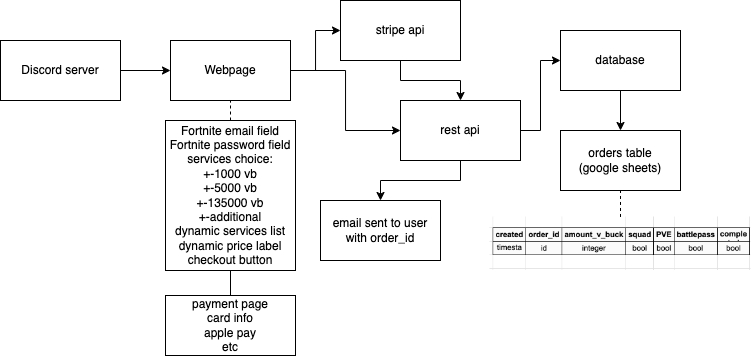 stripe api
Discord server
Webpage
database
rest api
Fortnite email field
Fortnite password field
services choice:
+-1000 vb
+-5000 vb
+-135000 vb
+-additional
dynamic services list
dynamic price label
checkout button
orders table
(google sheets)
email sent to user
with order_id
created order_id amount_v_buck squad PVE battlepass comple
timesta id integer bool bool bool bool
payment page
card info
apple pay
etc